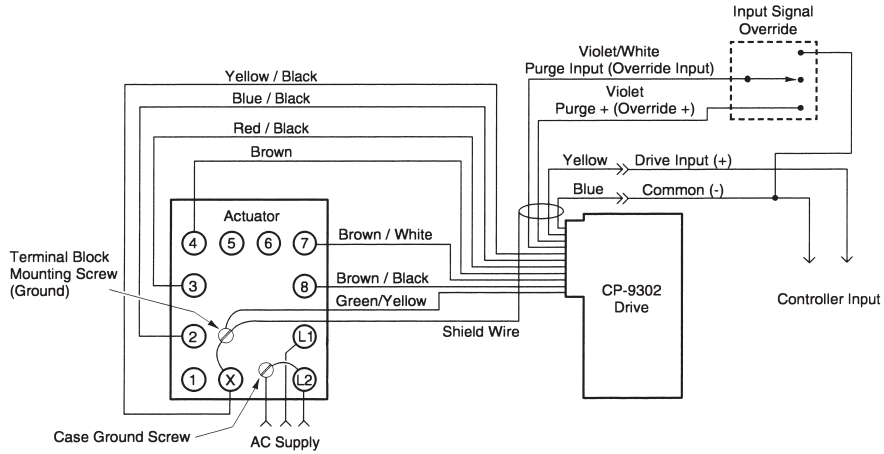 Input Signal
Override
Violet/White
Purge Input (Override Input)
Yellow / Black
Violet
Blue / Black
Purge + (Override +)
Red / Black
Brown
Yellow
Drive Input (+)
Blue
Common (-)
Actuator
4
5
6
7
Brown / White
Terminal Block
Mounting Screw
(Ground)
3
8
Brown / Black
Green/Yellow
CP-9302
Drive
Controller Input
2
L1
Shield Wire
1
X
L2
Case Ground Screw
AC Supply